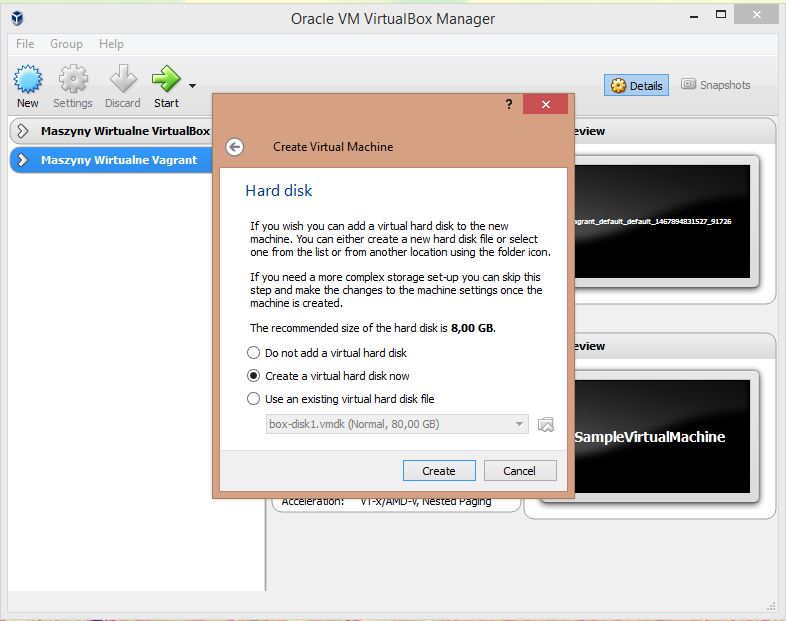 Oracle VM VirtualBox Manager
File Group Help
New Settings Discard Start
Details Snapshots
Maszyny Wirtualne VirtualBox
Maszyny Wirtualne Vagrant
eview
agrant_default_default_1467894831527_91726
eview
SampleVirtualMachine
?
Create Virtual Machine
Hard disk
If you wish you can add a virtual hard disk to the new
machine. You can either create a new hard disk file or select
one from the list or from another location using the folder icon.
If you need a more complex storage set-up you can skip this
step and make the changes to the machine settings once the
machine is created.
The recommended size of the hard disk is 8,00 GB.
Do not add a virtual hard disk
Create a virtual hard disk now
Use an existing virtual hard disk file
box-disk1.vmdk (Normal, 80,00 GB)
Create Cancel
Acceleration: VT-x/AMD-V, Nested Paging